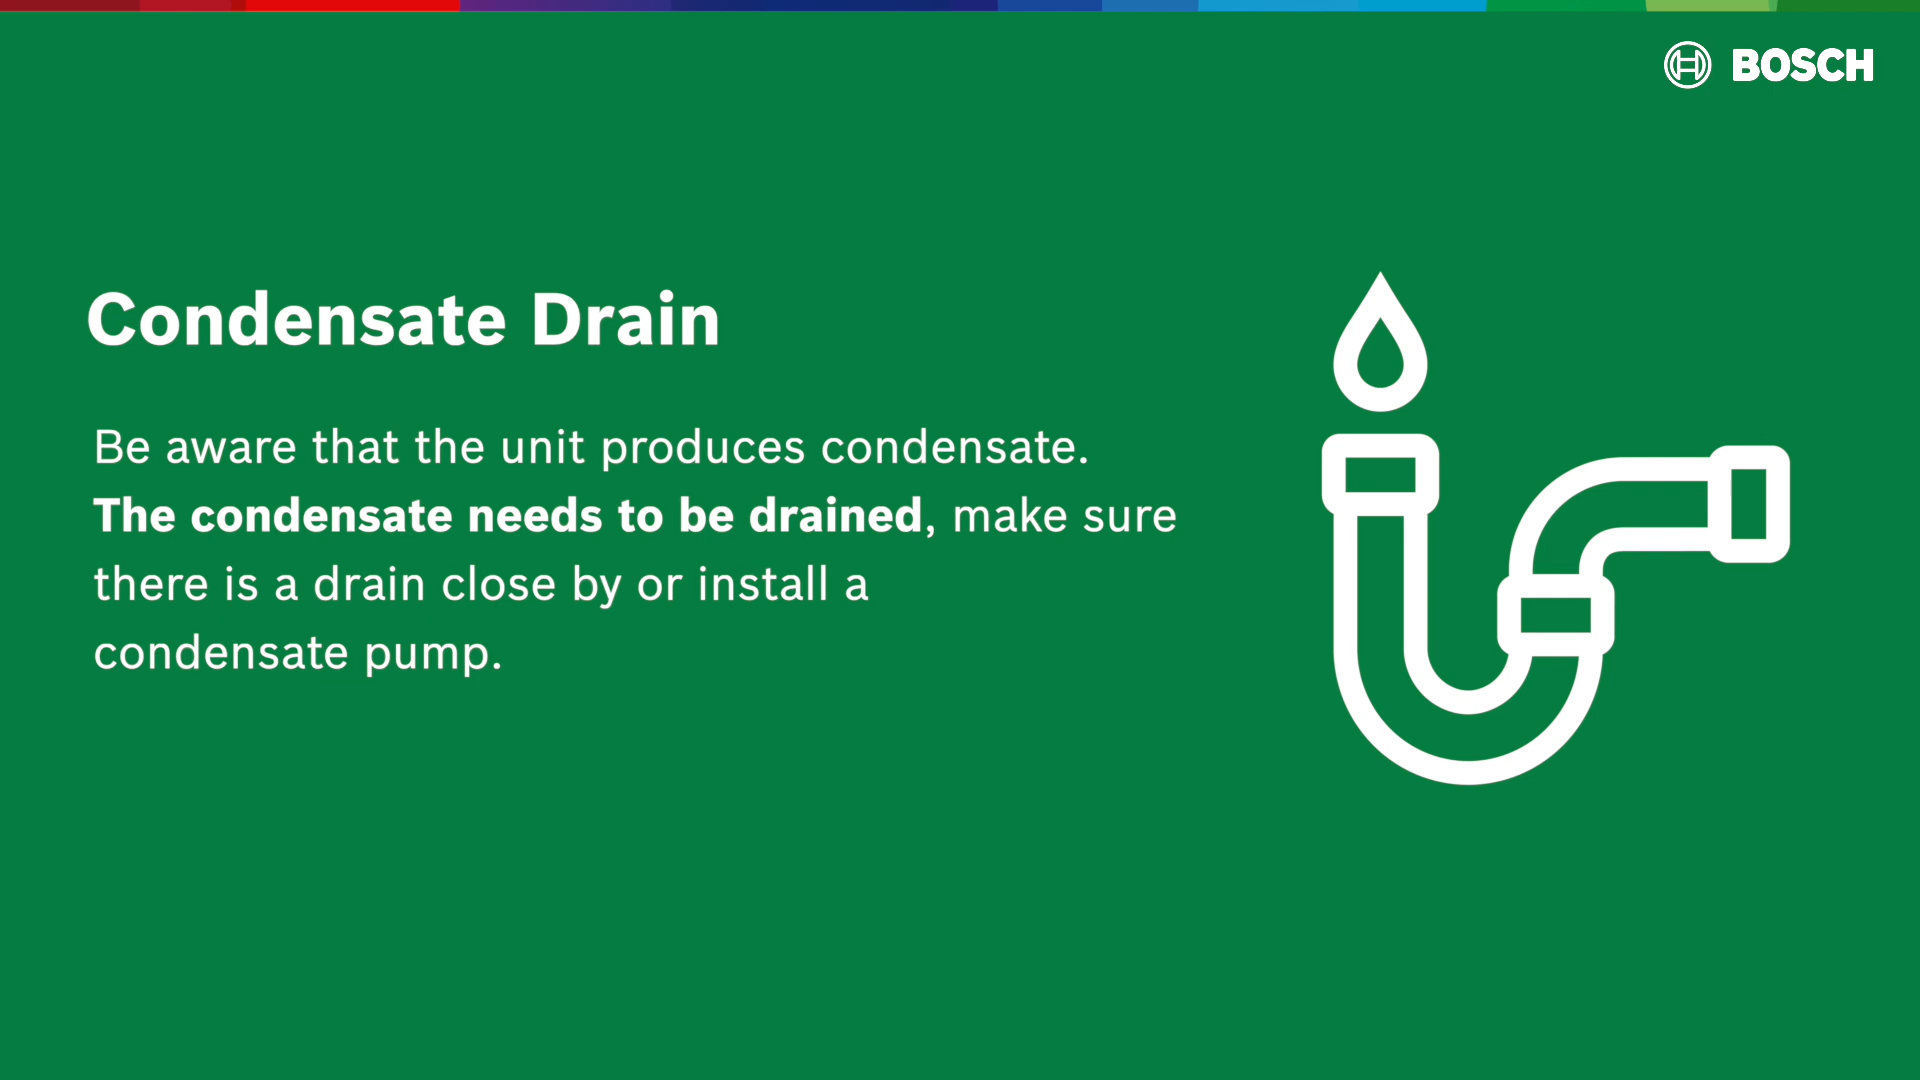 BOSCH
Condensate Drain
Be aware that the unit produces condensate.
The condensate needs to be drained, make sure
there is a drain close by or install a
condensate pump.